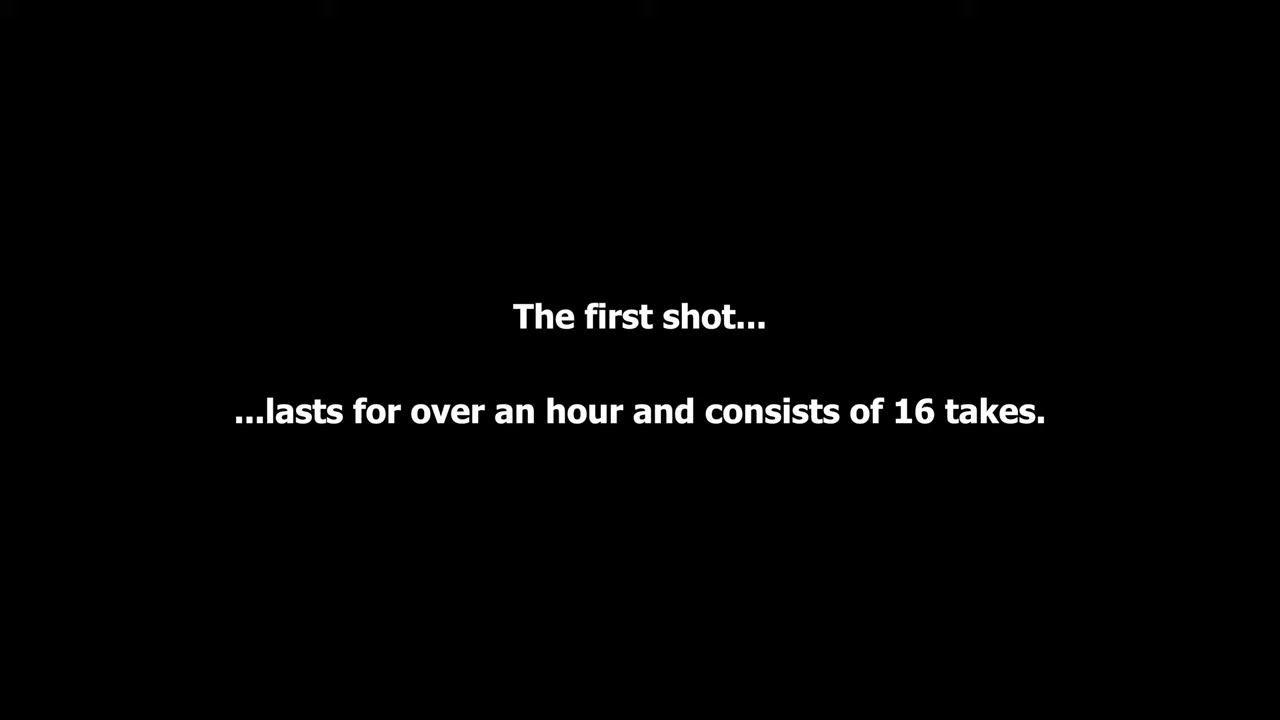 The first shot...
...lasts for over an hour and consists of 16 takes.